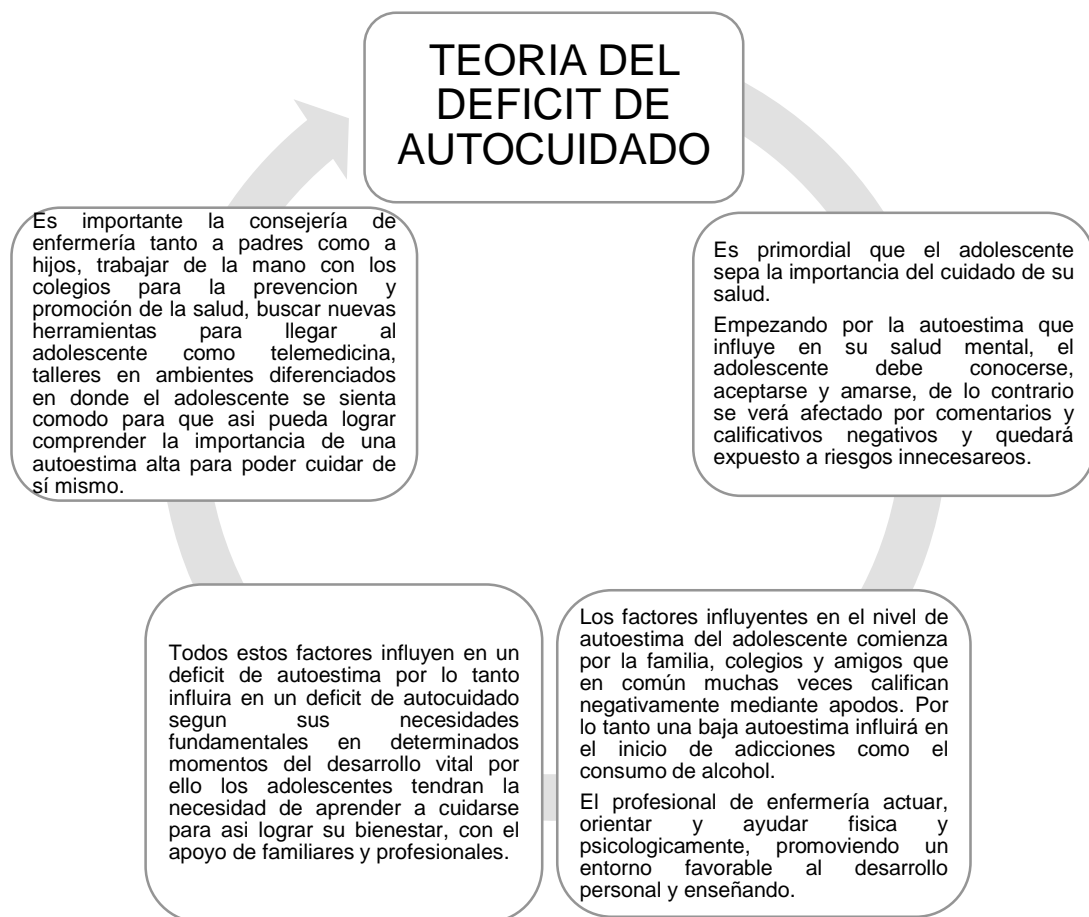 TEORIA DEL
DEFICIT DE
AUTOCUIDADO
Es primordial que el adolescente
sepa la importancia del cuidado de su
salud.
Empezando por la autoestima que
influye en su salud mental, el
adolescente debe conocerse,
aceptarse y amarse, de lo contrario
se verá afectado por comentarios y
calificativos negativos y quedará
expuesto a riesgos innecesareos.
Los factores influyentes en el nivel de
autoestima del adolescente comienza
por la familia, colegios y amigos que
en común muchas veces califican
negativamente mediante apodos. Por
lo tanto una baja autoestima influirá en
el inicio de adicciones como el
consumo de alcohol.
El profesional de enfermería actuar,
orientar y ayudar fisica y
psicologicamente, promoviendo un
entorno favorable al desarrollo
personal y enseñando.
Todos estos factores influyen en un
deficit de autoestima por lo tanto
influira en un deficit de autocuidado
segun sus necesidades
fundamentales en determinados
momentos del desarrollo vital por
ello los adolescentes tendran la
necesidad de aprender a cuidarse
para asi lograr su bienestar, con el
apoyo de familiares y profesionales.
Es importante la consejería de
enfermería tanto a padres como a
hijos, trabajar de la mano con los
colegios para la prevencion y
promoción de la salud, buscar nuevas
herramientas para llegar al
adolescente como telemedicina,
talleres en ambientes diferenciados
en donde el adolescente se sienta
comodo para que asi pueda lograr
comprender la importancia de una
autoestima alta para poder cuidar de
sí mismo.